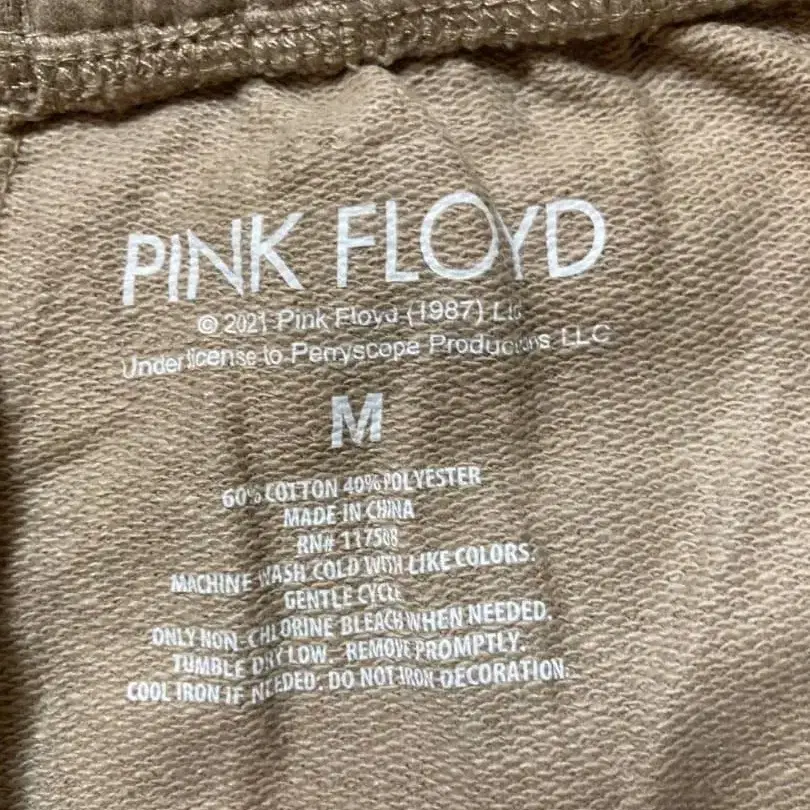 PINK FLOYD
© 2021 Pink Floyd (1987) Ltd
Under license to Perryscope Productions LLC
M
60% COTTON 40% POLYESTER
MADE IN CHINA
RN# 117508
MACHINE WASH COLD WITH LIKE COLORS.
GENTLE CYCLE
ONLY NON-CHLORINE BLEACH WHEN NEEDED.
TUMBLE DRY LOW. REMOVE PROMPTLY.
COOL IRON IF NEEDED. DO NOT IRON DECORATION.